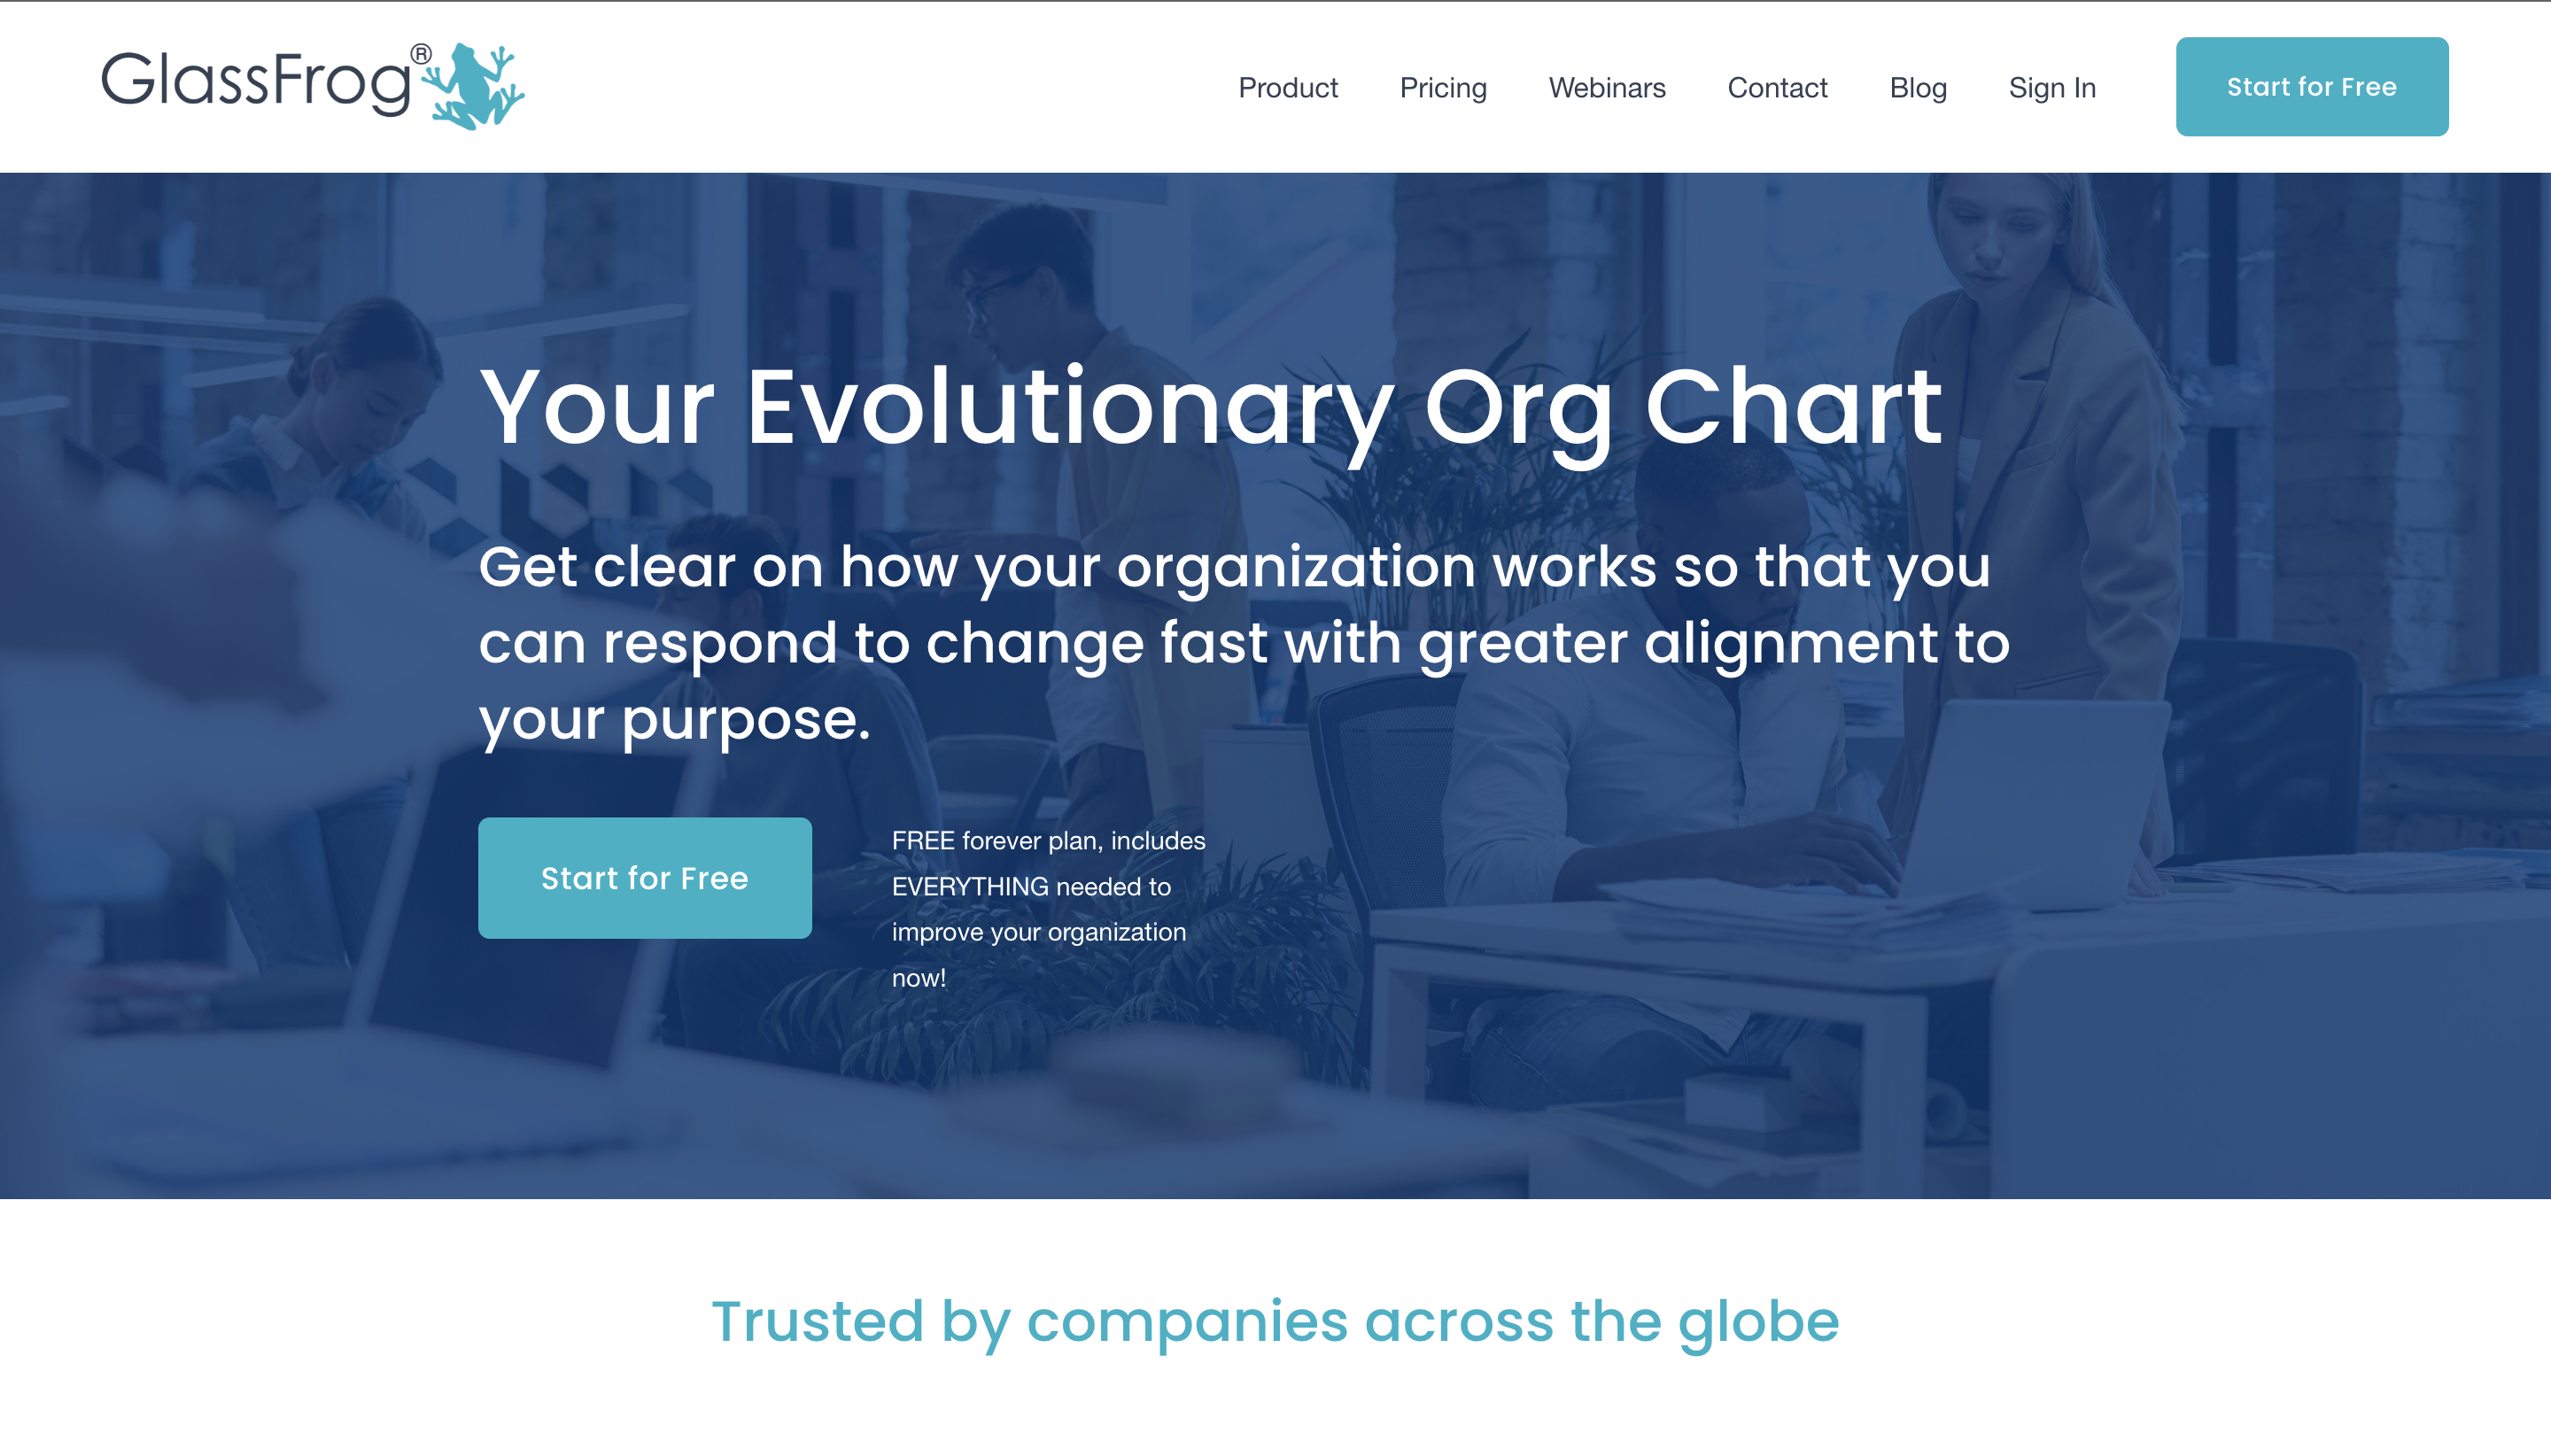 GlassFrog®
Product
Pricing
Webinars
Contact
Blog
Sign In
Start for Free
Your Evolutionary Org Chart
Get clear on how your organization works so that you
can respond to change fast with greater alignment to
your purpose.
Start for Free
FREE forever plan, includes
EVERYTHING needed to
improve your organization
now!
Trusted by companies across the globe